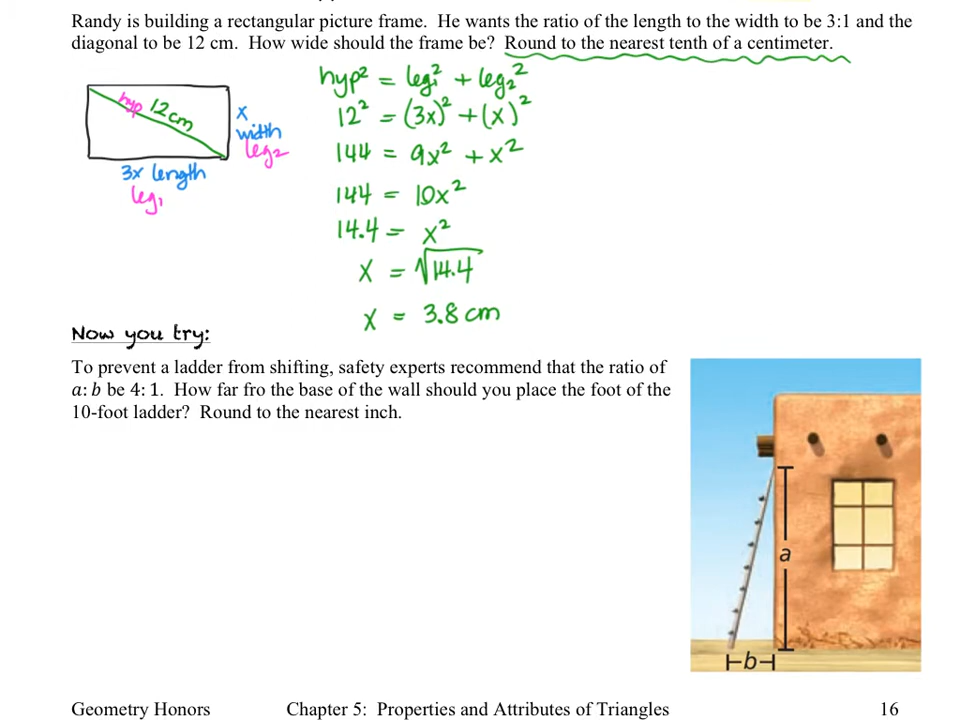 Randy is building a rectangular picture frame. He wants the ratio of the length to the width to be 3:1 and the
diagonal to be 12 cm. How wide should the frame be? Round to the nearest tenth of a centimeter.
hyp 12cm
x
width
leg₂
3x length
leg₁
hyp² = leg₁² + leg₂²
12² = (3x)² + (x)²
144 = 9x² + x²
144 = 10x²
14.4 = x²
x = √14.4
x = 3.8 cm
Now you try:
To prevent a ladder from shifting, safety experts recommend that the ratio of
a: b be 4: 1. How far fro the base of the wall should you place the foot of the
10-foot ladder? Round to the nearest inch.
a
b
Geometry Honors Chapter 5: Properties and Attributes of Triangles 16